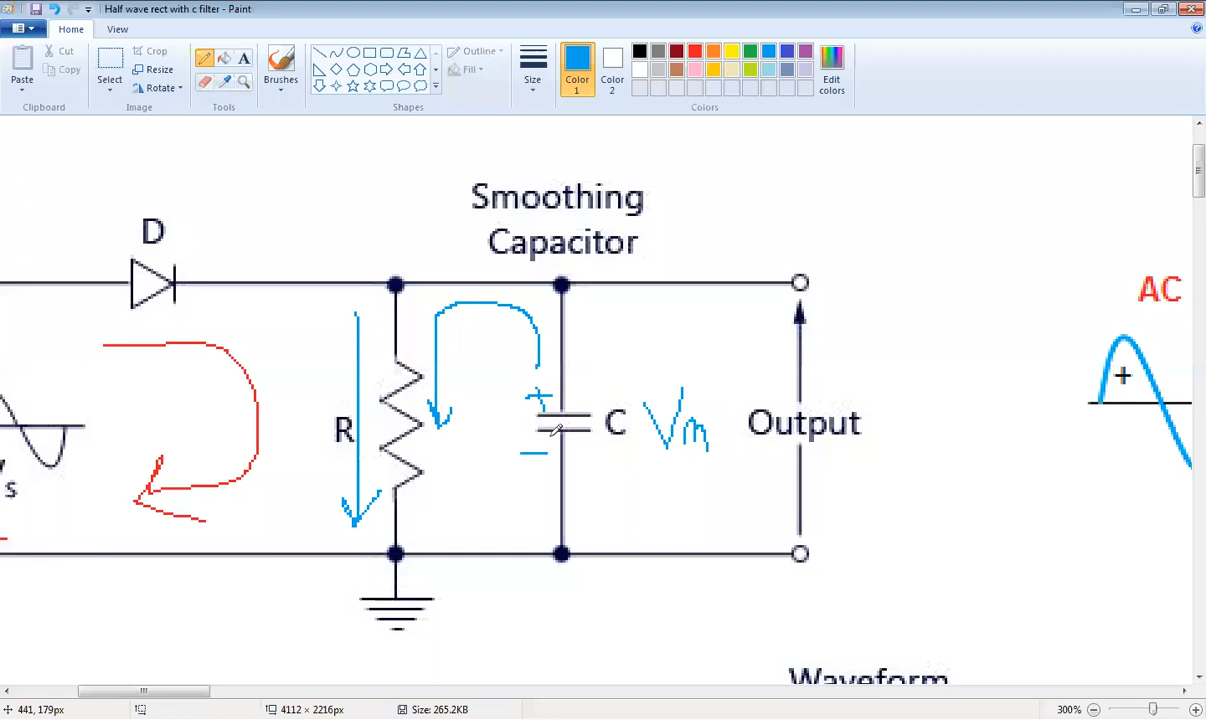 Half wave rect with c filter - Paint
Home View
Paste
Cut
Copy
Clipboard
Select
Crop
Resize
Rotate
Image
A
Tools
Brushes
Outline
Fill
Shapes
Size
Color
1
Color
2
Edit
colors
Colors
Smoothing
Capacitor
D
AC
+
+
R
C
Vm
Output
–
s
Waveform
441, 179px
4112 × 2216px
Size: 265.2KB
300%